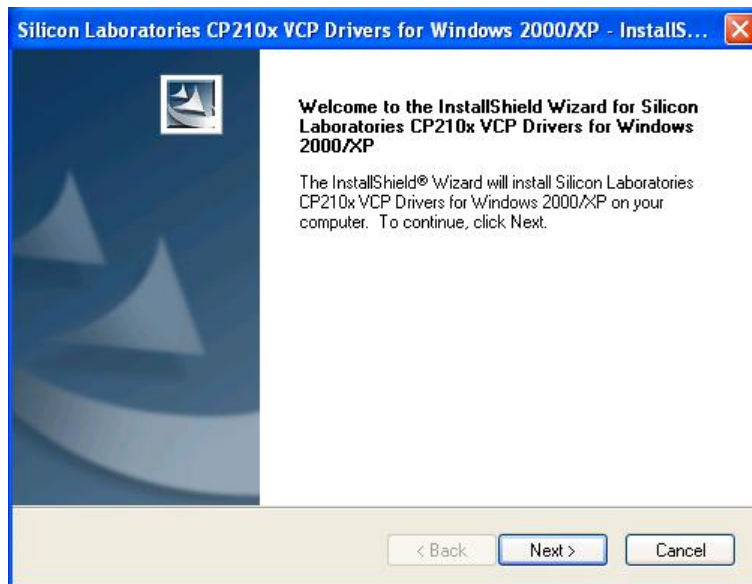 Silicon Laboratories CP210x VCP Drivers for Windows 2000/XP - InstallS...
Welcome to the InstallShield Wizard for Silicon
Laboratories CP210x VCP Drivers for Windows
2000/XP
The InstallShield® Wizard will install Silicon Laboratories
CP210x VCP Drivers for Windows 2000/XP on your
computer.  To continue, click Next.
< Back
Next >
Cancel